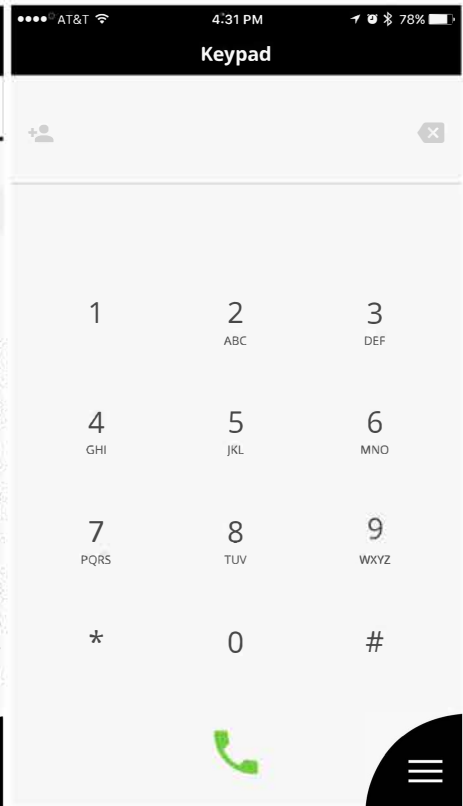 AT&T 4:31 PM 78%
Keypad
1 2 3
ABC DEF
4 5 6
GHI JKL MNO
7 8 9
PQRS TUV WXYZ
* 0 #